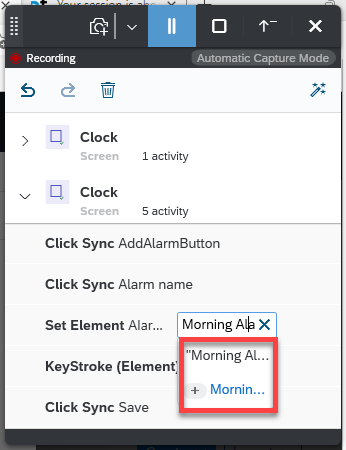 Your session is abo
Recording
Automatic Capture Mode
Clock
Screen 1 activity
Clock
Screen 5 activity
Click Sync AddAlarmButton
Click Sync Alarm name
Set Element Alar... Morning Ala
"Morning Al...
KeyStroke (Element)
+ Mornin...
Click Sync Save